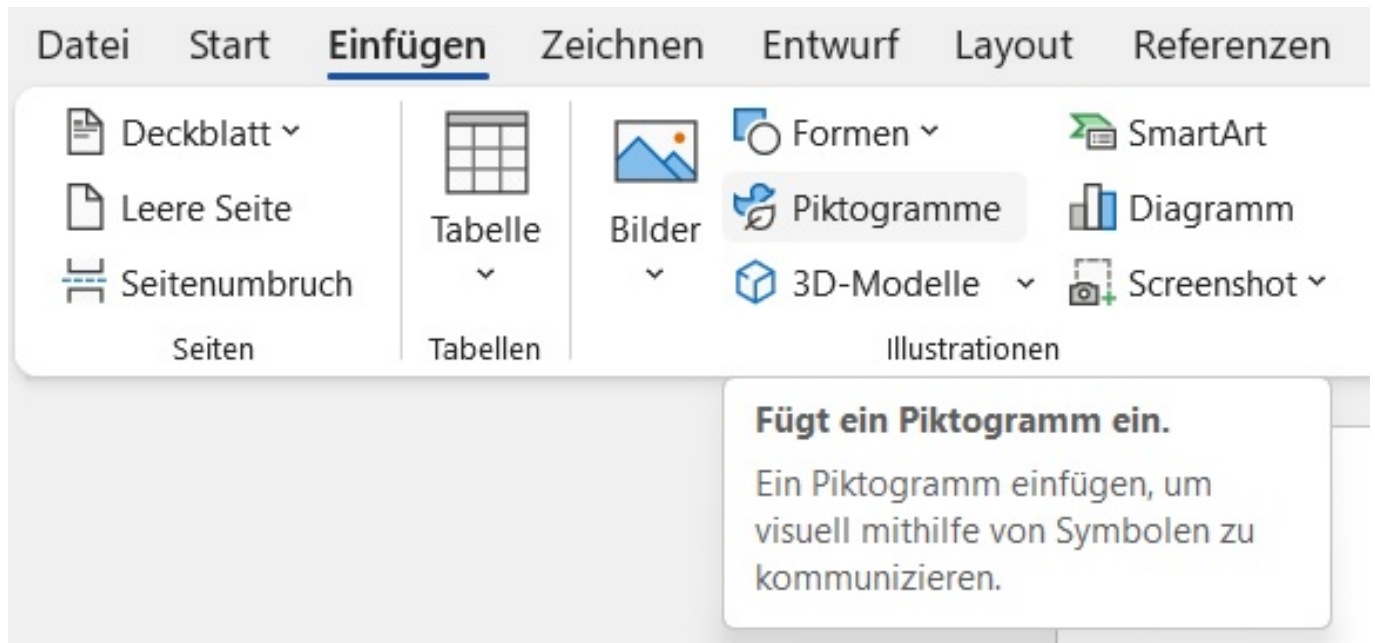 Datei Start Einfügen Zeichnen Entwurf Layout Referenzen
Deckblatt
Leere Seite
Seitenumbruch
Seiten
Tabelle
Tabellen
Bilder
Formen
Piktogramme
3D-Modelle
SmartArt
Diagramm
Screenshot
Illustrationen
Fügt ein Piktogramm ein.
Ein Piktogramm einfügen, um
visuell mithilfe von Symbolen zu
kommunizieren.